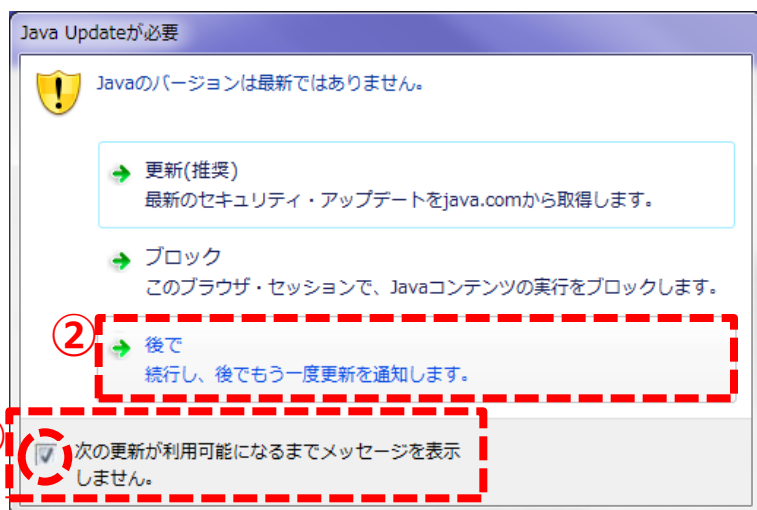 Java Updateが必要
Javaのバージョンは最新ではありません。
更新(推奨)
最新のセキュリティ・アップデートをjava.comから取得します。
ブロック
このブラウザ・セッションで、Javaコンテンツの実行をブロックします。
②
後で
続行し、後でもう一度更新を通知します。
次の更新が利用可能になるまでメッセージを表示
しません。